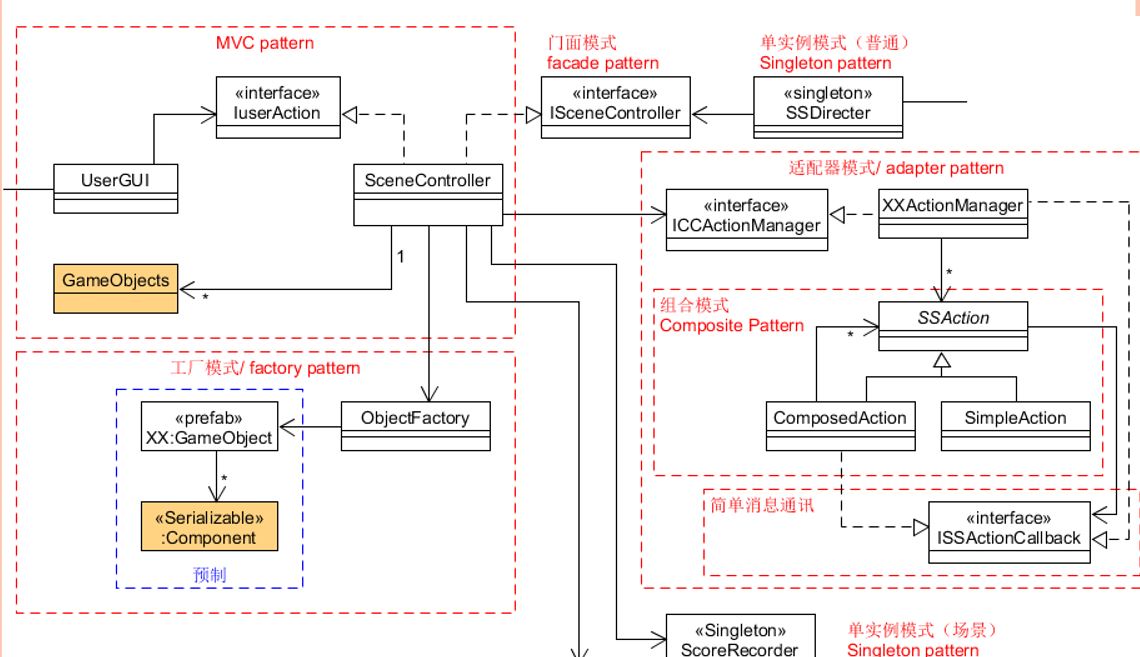 MVC pattern
«interface»
IuserAction
UserGUI
SceneController
GameObjects
1
*
门面模式
facade pattern
«interface»
ISceneController
单实例模式（普通）
Singleton pattern
«singleton»
SSDirecter
适配器模式/ adapter pattern
«interface»
ICCActionManager
XXActionManager
*
组合模式
Composite Pattern
SSAction
*
ComposedAction
SimpleAction
简单消息通讯
«interface»
ISSActionCallback
工厂模式/ factory pattern
«prefab»
XX:GameObject
ObjectFactory
*
«Serializable»
:Component
预制
«Singleton»
ScoreRecorder
单实例模式（场景）
Singleton pattern